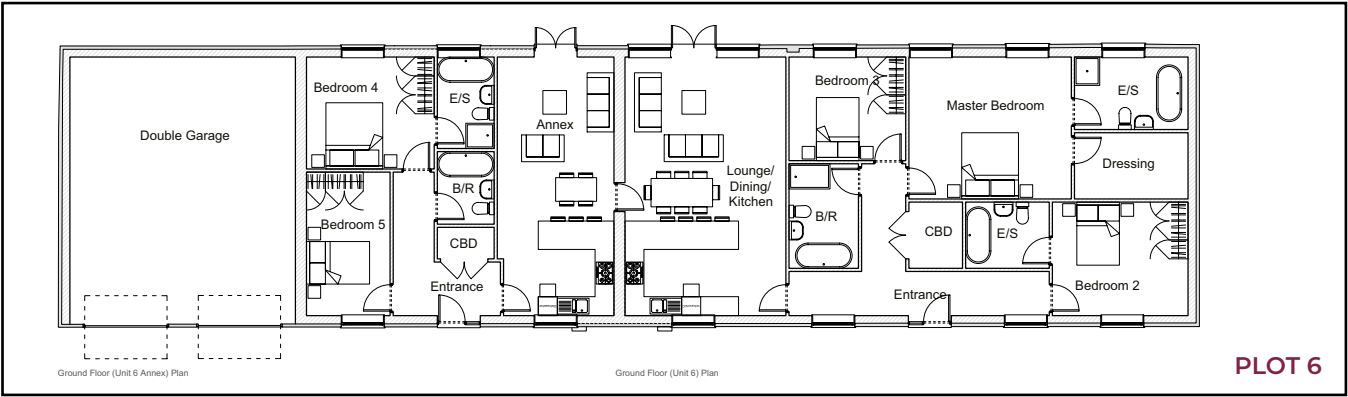 Double Garage
Bedroom 4
E/S
Annex
B/R
Bedroom 5
CBD
Entrance
Lounge/
Dining/
Kitchen
Bedroom 3
Master Bedroom
E/S
Dressing
B/R
CBD
E/S
Bedroom 2
Entrance
Ground Floor (Unit 6 Annex) Plan
Ground Floor (Unit 6) Plan
PLOT 6